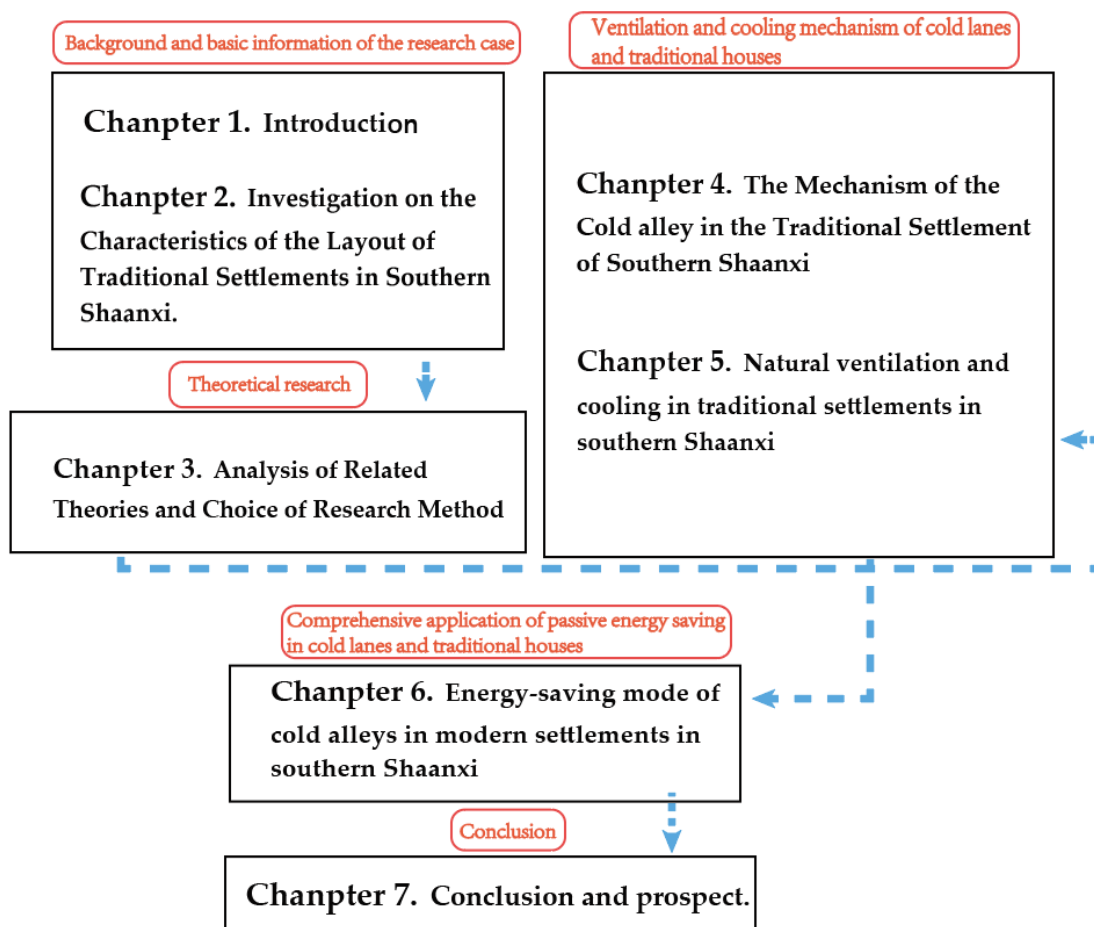 Background and basic information of the research case
Chanpter 1. Introduction
Chanpter 2. Investigation on the
Characteristics of the Layout of
Traditional Settlements in Southern
Shaanxi.
Theoretical research
Chanpter 3. Analysis of Related
Theories and Choice of Research Method
Ventilation and cooling mechanism of cold lanes
and traditional houses
Chanpter 4. The Mechanism of the
Cold alley in the Traditional Settlement
of Southern Shaanxi
Chanpter 5. Natural ventilation and
cooling in traditional settlements in
southern Shaanxi
Comprehensive application of passive energy saving
in cold lanes and traditional houses
Chanpter 6. Energy-saving mode of
cold alleys in modern settlements in
southern Shaanxi
Conclusion
Chanpter 7. Conclusion and prospect.